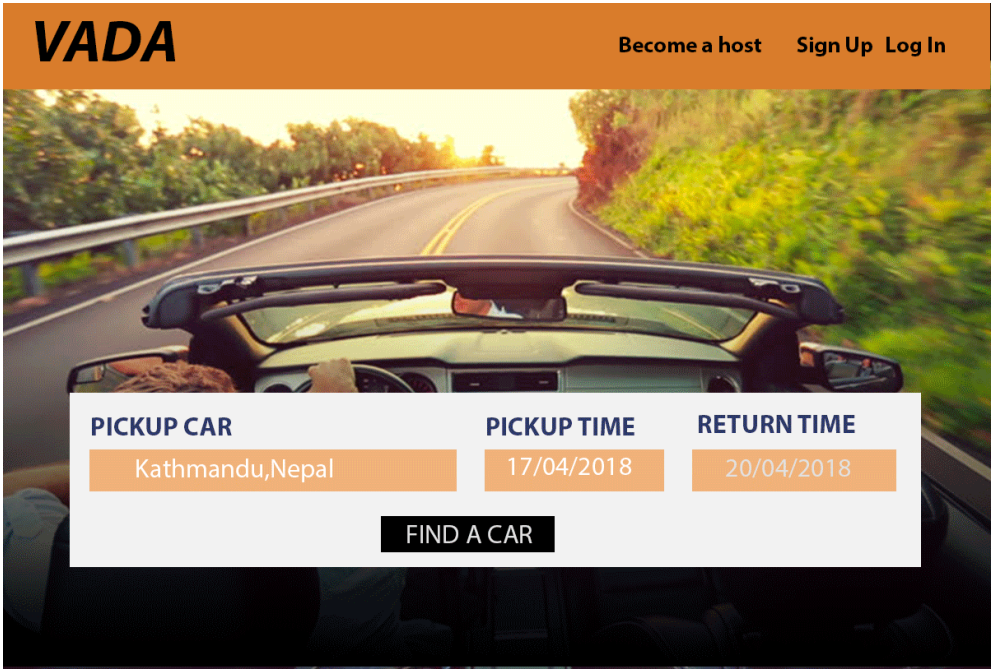 VADA
Become a host Sign Up Log In
PICKUP CAR PICKUP TIME RETURN TIME
Kathmandu,Nepal 17/04/2018 20/04/2018
FIND A CAR